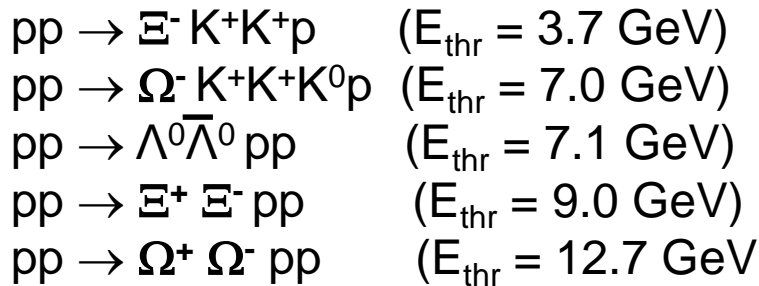 pp → Ξ⁻ K⁺K⁺p (E_thr = 3.7 GeV)
pp → Ω⁻ K⁺K⁺K⁰p (E_thr = 7.0 GeV)
pp → Λ⁰Λ̅⁰ pp (E_thr = 7.1 GeV)
pp → Ξ⁺ Ξ⁻ pp (E_thr = 9.0 GeV)
pp → Ω⁺ Ω⁻ pp (E_thr = 12.7 GeV